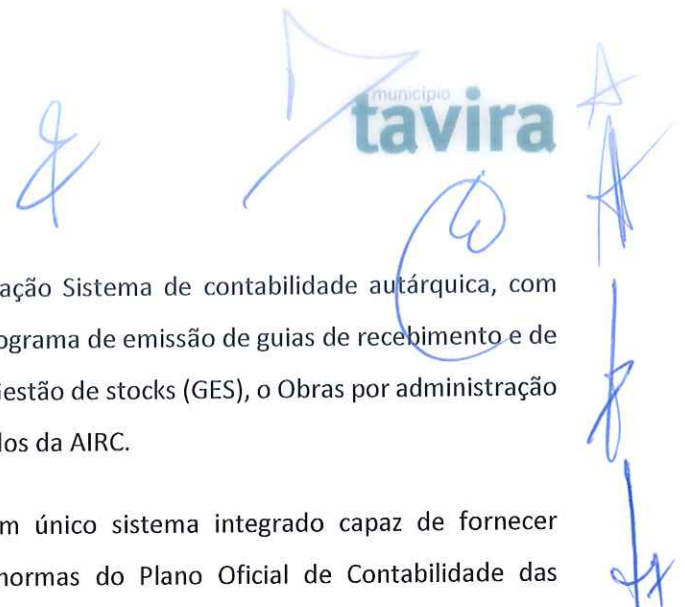 município
tavira
ação Sistema de contabilidade autárquica, com
ograma de emissão de guias de recebimento e de
Gestão de stocks (GES), o Obras por administração
los da AIRC.
m único sistema integrado capaz de fornecer
normas do Plano Oficial de Contabilidade das